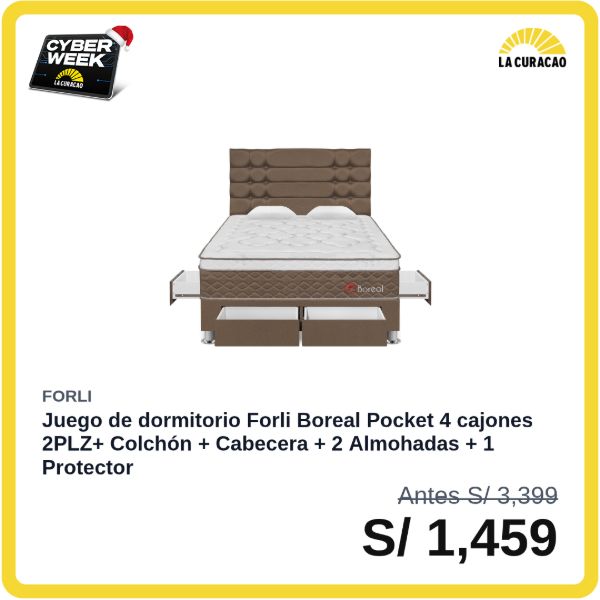 CYBER
WEEK
LA CURACAO
LA CURACAO
Boreal
FORLI
Juego de dormitorio Forli Boreal Pocket 4 cajones
2PLZ+ Colchón + Cabecera + 2 Almohadas + 1
Protector
Antes S/ 3,399
S/ 1,459